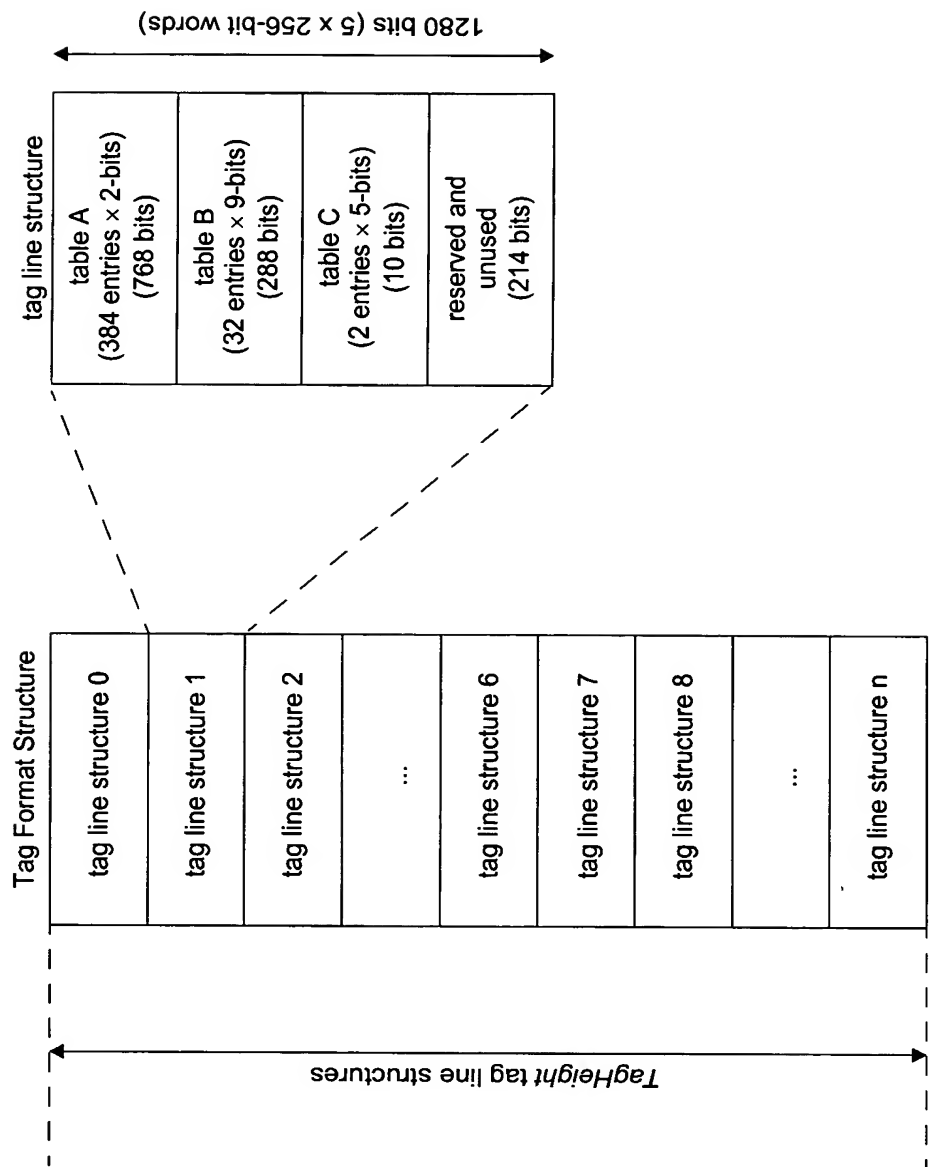 Tag Format Structure
tag line structure 0
tag line structure 1
tag line structure 2
...
tag line structure 6
tag line structure 7
tag line structure 8
...
tag line structure n
TagHeight tag line structures
tag line structure
table A
(384 entries × 2-bits)
(768 bits)
table B
(32 entries × 9-bits)
(288 bits)
table C
(2 entries × 5-bits)
(10 bits)
reserved and
unused
(214 bits)
1280 bits (5 x 256-bit words)